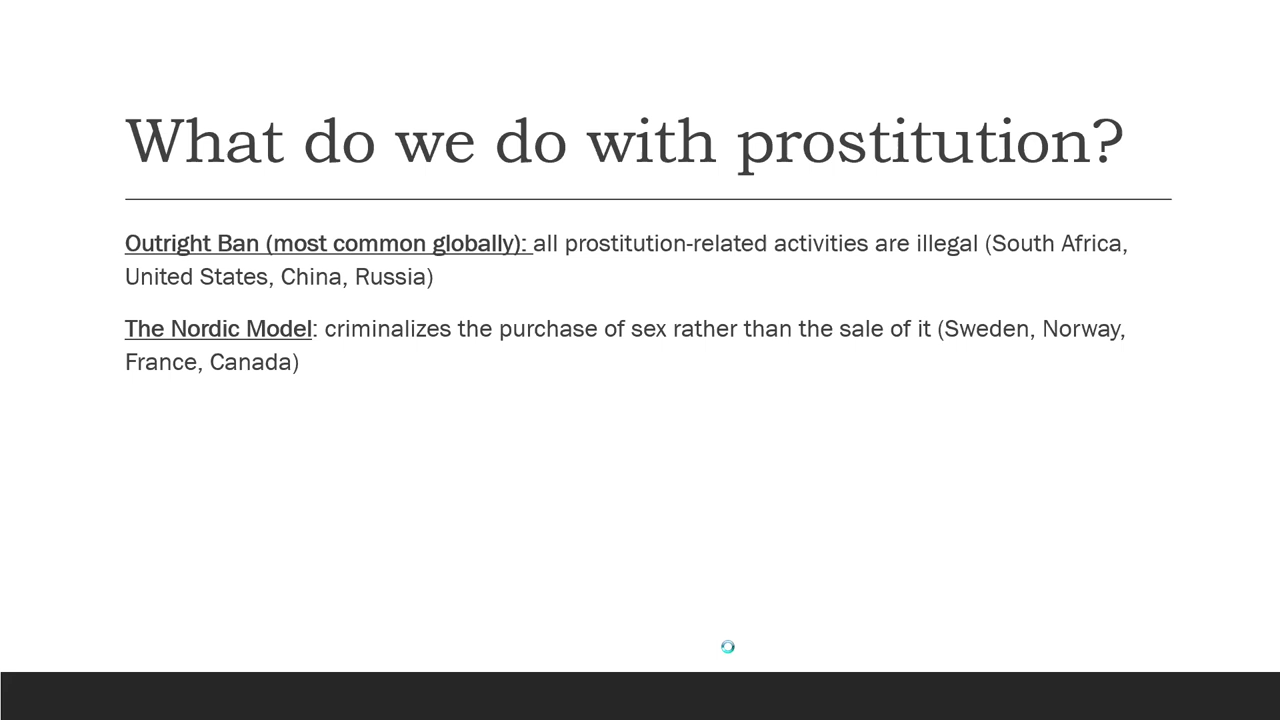 What do we do with prostitution?
Outright Ban (most common globally): all prostitution-related activities are illegal (South Africa,
United States, China, Russia)
The Nordic Model: criminalizes the purchase of sex rather than the sale of it (Sweden, Norway,
France, Canada)